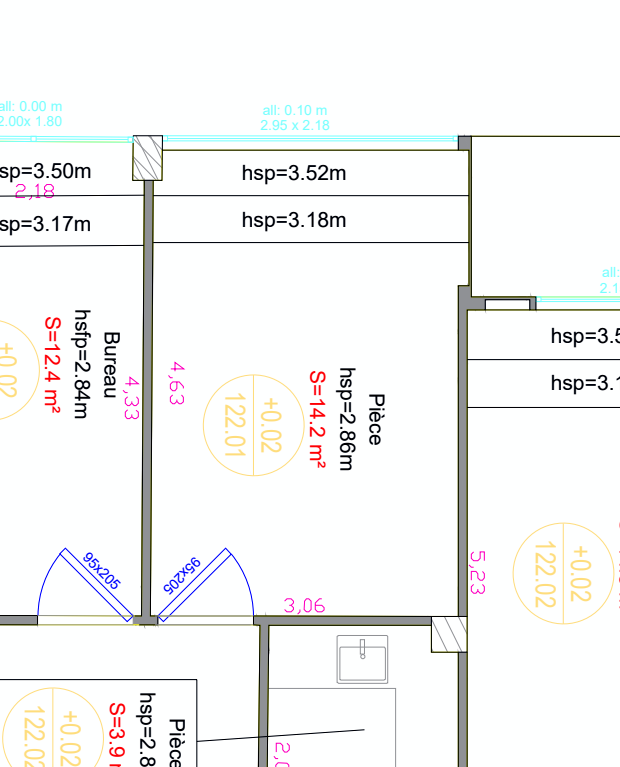 all: 0.00 m
2.00x 1.80
all: 0.10 m
2.95 x 2.18
sp=3.50m
2,18
sp=3.17m
hsp=3.52m
hsp=3.18m
all:
2.1
hsp=3.5
hsp=3.1
Bureau
hsfp=2.84m
S=12.4 m²
4,33
+0.02
4,63
Pièce
hsp=2.86m
S=14.2 m²
+0.02
122.01
5,23
+0.02
122.02
95x205
95x205
3,06
Pièce
hsp=2.8
S=3.9
+0.02
122.02
2,0